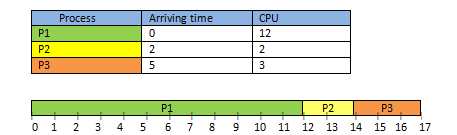 Process Arriving time CPU
P1 0 12
P2 2 2
P3 5 3
P1 P2 P3
0 1 2 3 4 5 6 7 8 9 10 11 12 13 14 15 16 17